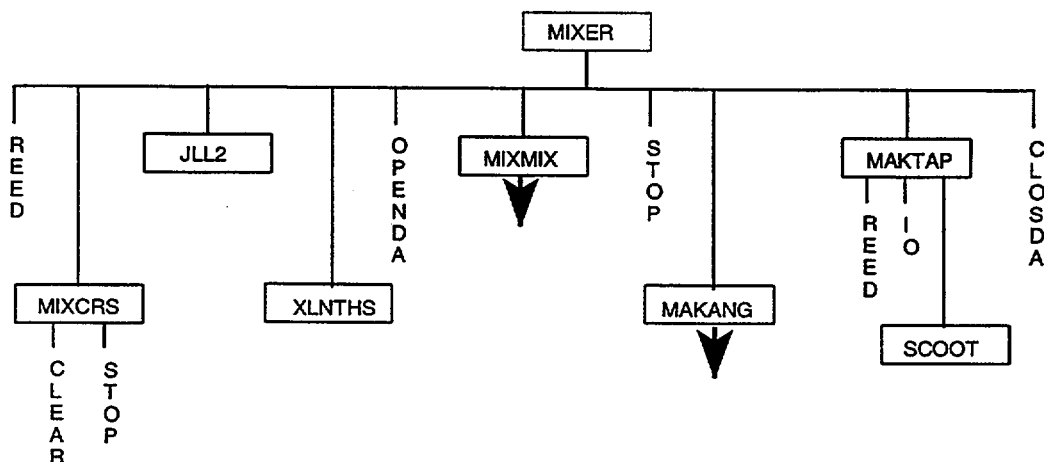 MIXER
REED
JLL2
OPENDA
MIXMIX
STOP
MAKTAP
CLOSDA
REED
IO
MIXCRS
XLNTHS
MAKANG
SCOOT
CLEAR
STOP